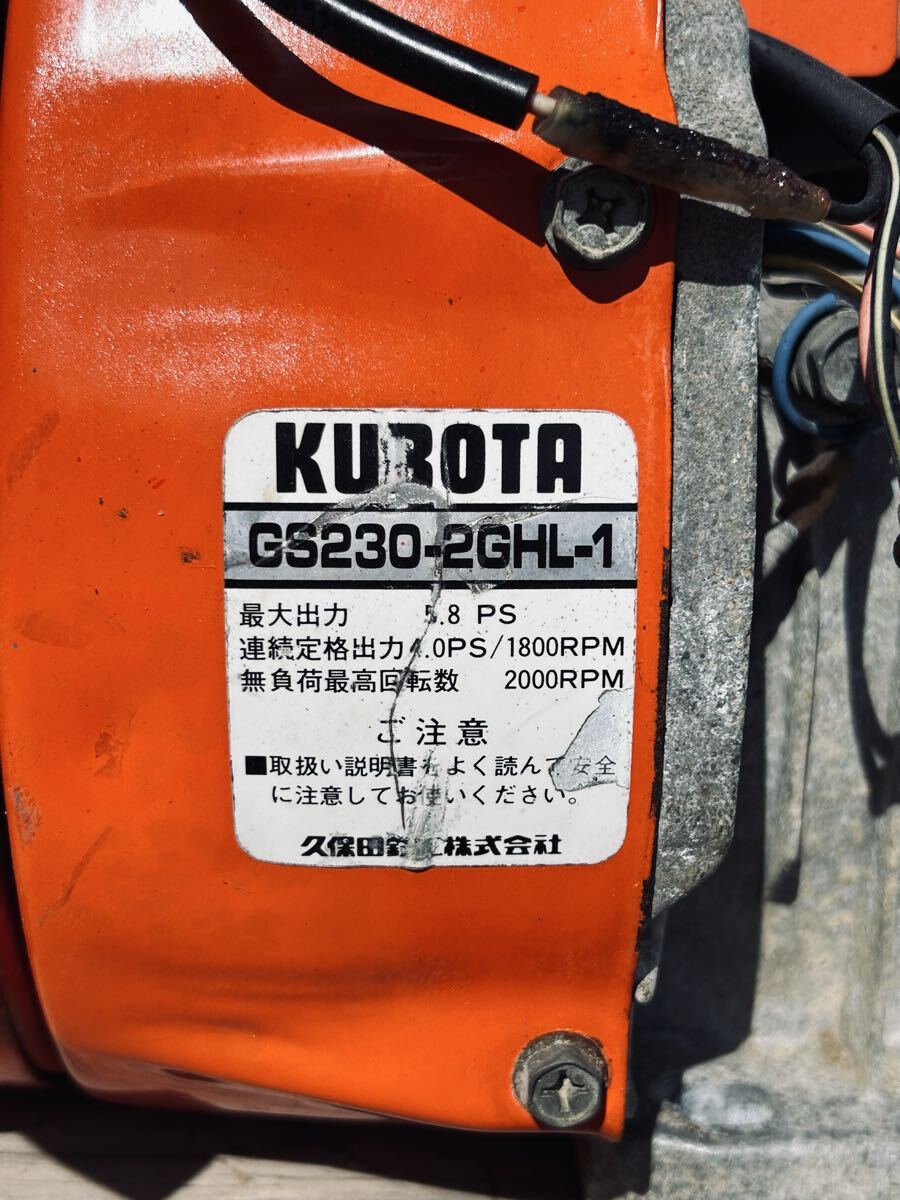 KUBOTA
GS230-2GHL-1
最大出力 5.8 PS
連続定格出力 4.0PS/1800RPM
無負荷最高回転数 2000RPM
ご注意
■取扱い説明書をよく読んで安全
に注意してお使いください。
久保田鉄工株式会社